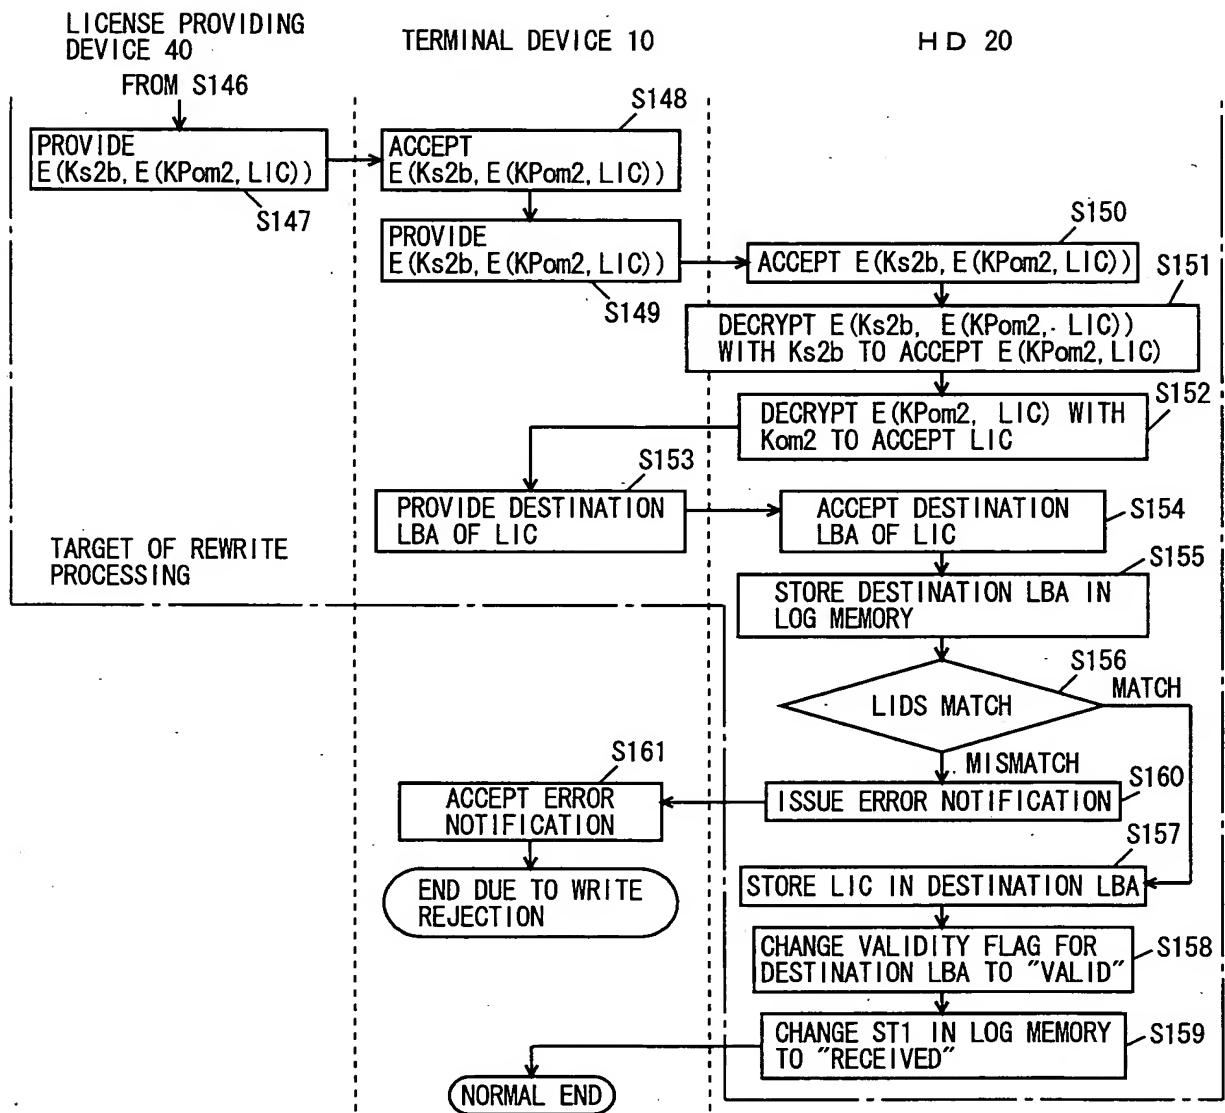 LICENSE PROVIDING
DEVICE 40
TERMINAL DEVICE 10
HD 20
FROM S146
S148
PROVIDE
E(Ks2b, E(KPom2, LIC))
S147
ACCEPT
E(Ks2b, E(KPom2, LIC))
PROVIDE
E(Ks2b, E(KPom2, LIC))
S149
S150
ACCEPT E(Ks2b, E(KPom2, LIC))
S151
DECRYPT E(Ks2b, E(KPom2, LIC))
WITH Ks2b TO ACCEPT E(KPom2, LIC)
S152
DECRYPT E(KPom2, LIC) WITH
Kom2 TO ACCEPT LIC
S153
PROVIDE DESTINATION
LBA OF LIC
ACCEPT DESTINATION
LBA OF LIC
S154
TARGET OF REWRITE
PROCESSING
S155
STORE DESTINATION LBA IN
LOG MEMORY
S156
LIDS MATCH
MATCH
MISMATCH
S160
ISSUE ERROR NOTIFICATION
S161
ACCEPT ERROR
NOTIFICATION
END DUE TO WRITE
REJECTION
S157
STORE LIC IN DESTINATION LBA
CHANGE VALIDITY FLAG FOR
DESTINATION LBA TO "VALID"
S158
CHANGE ST1 IN LOG MEMORY
TO "RECEIVED"
S159
NORMAL END